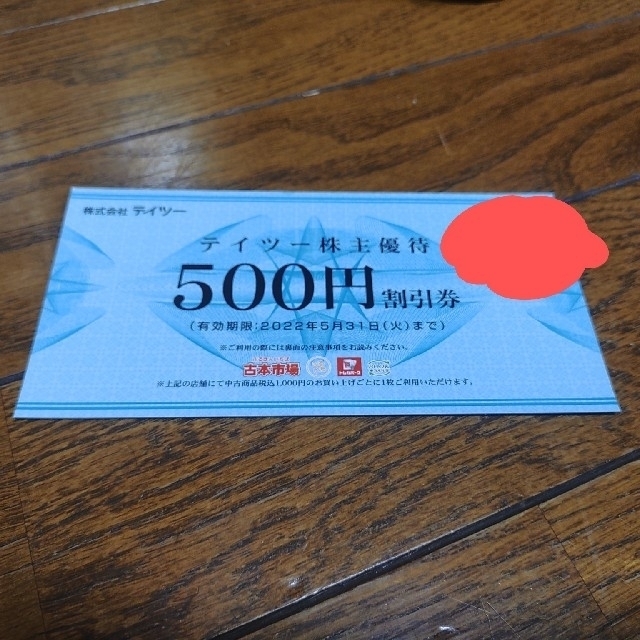 株式会社 テイツー
テイツー株主優待
500円割引券
(有効期限:2022年5月31日(火)まで)
※ご利用の際には裏面の注意事項をお読みください。
古本市場
※上記の店舗にて中古商品税込1,000円のお買い上げごとに1枚ご利用いただけます。